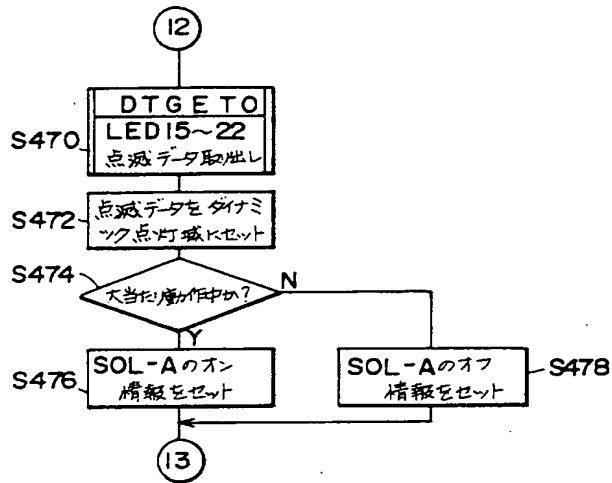 12
DTGETO
LED15~22
点滅データ取出し
S470
点滅データをダイナミ
ック点灯域にセット
S472
S474
大当たり動作中か?
N
Y
SOL-Aのオン
情報をセット
S476
SOL-Aのオフ
情報をセット
S478
13